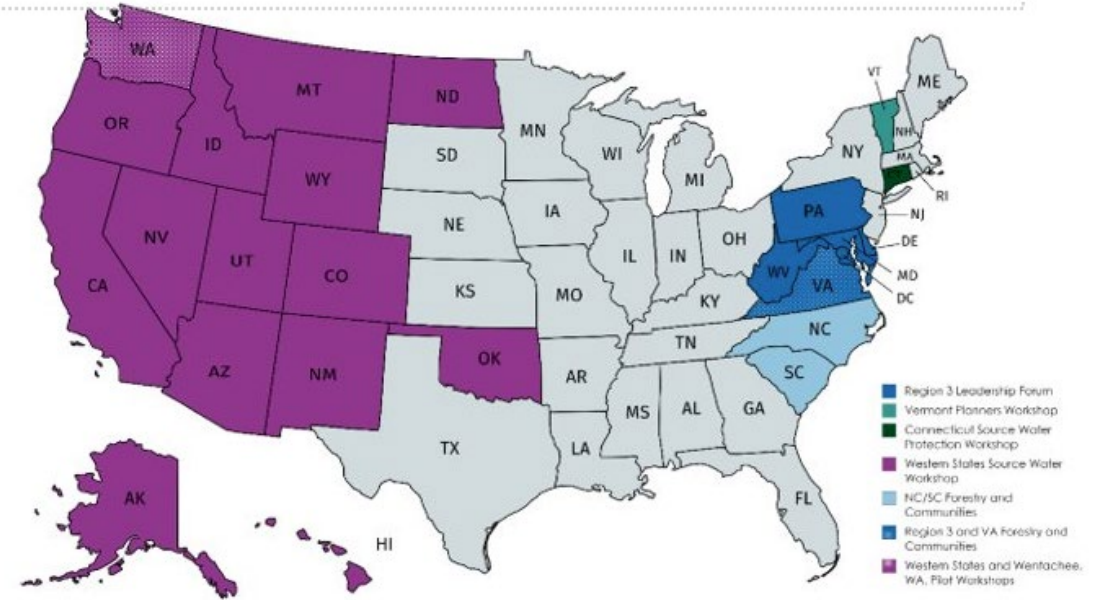 WA
MT
ND
OR
ID
WY
SD
MN
WI
MI
NY
VT
ME
NH
MA
RI
NJ
PA
DE
MD
DC
NV
UT
CO
CA
NE
IA
KS
MO
IL
IN
OH
WV
VA
KY
NC
TN
SC
AZ
NM
OK
AR
MS
AL
GA
TX
LA
FL
AK
HI
Region 3 Leadership Forum
Vermont Planners Workshop
Connecticut Source Water
Protection Workshop
Western States Source Water
Workshop
NC/SC Forestry and
Communities
Region 3 and VA Forestry and
Communities
Western States and Wentachee,
WA, Pilot Workshops